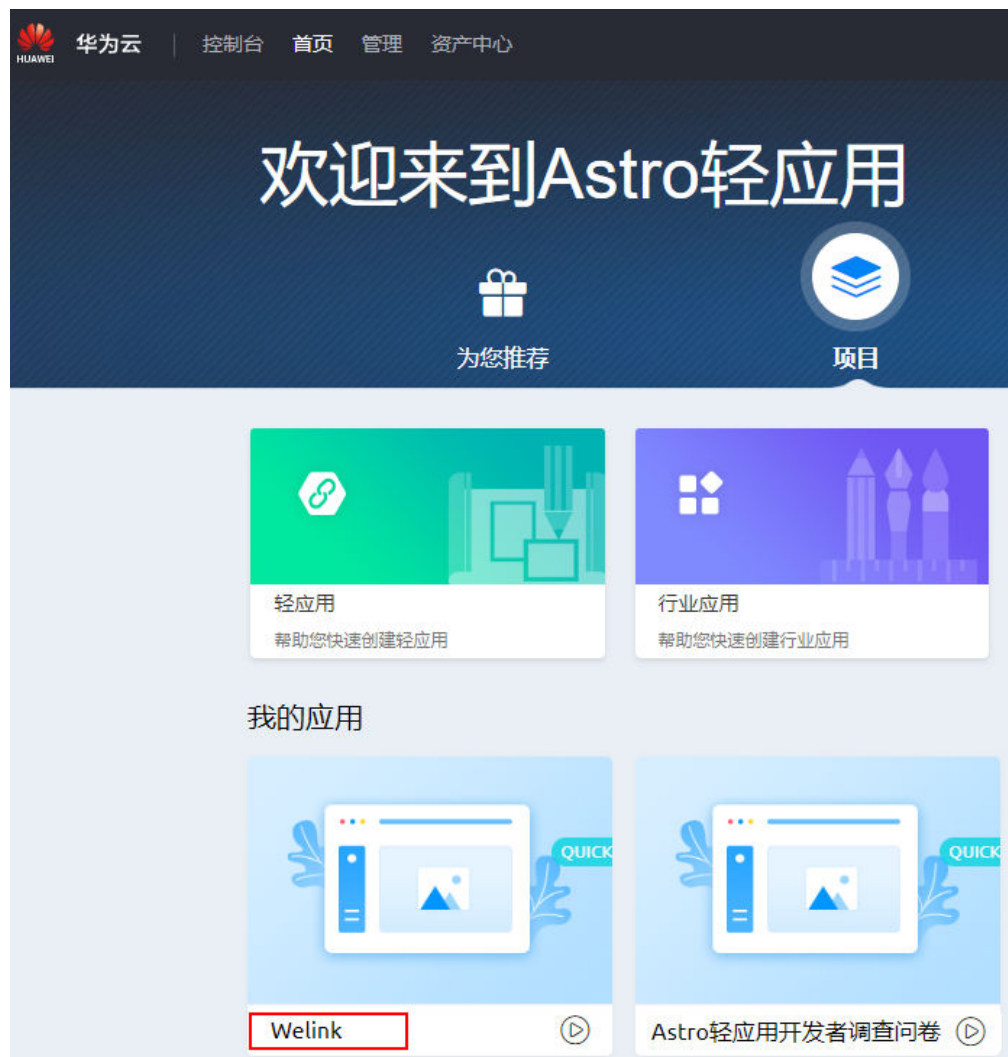 HUAWEI 华为云 控制台 首页 管理 资产中心
欢迎来到Astro轻应用
为您推荐 项目
轻应用 行业应用
帮助您快速创建轻应用 帮助您快速创建行业应用
我的应用
QUICK QUICK
Welink Astro轻应用开发者调查问卷